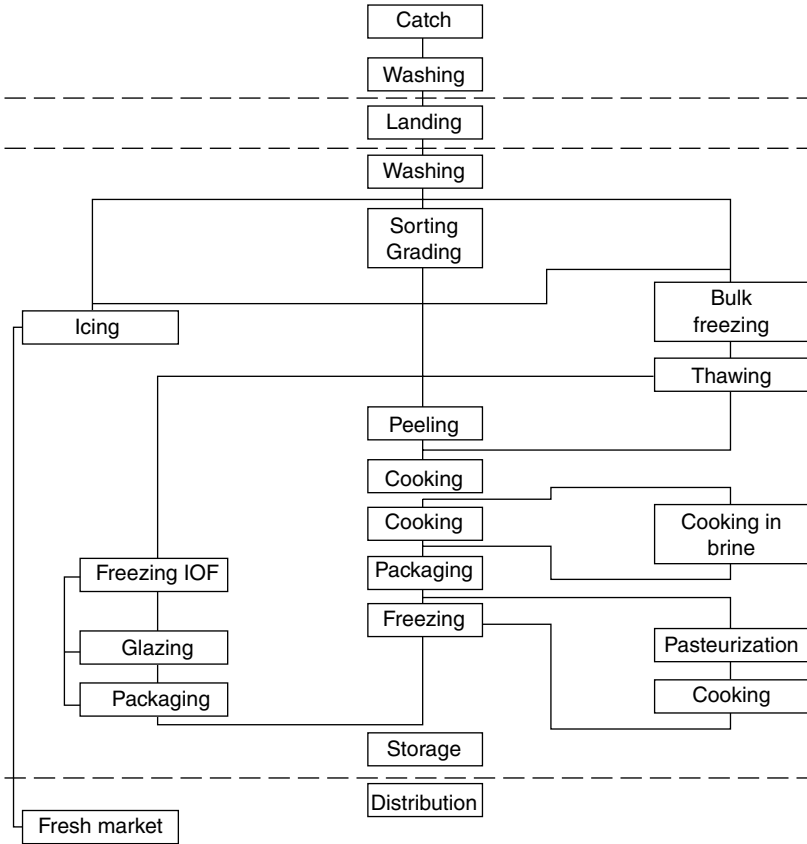 Catch
Washing
Landing
Washing
Sorting
Grading
Icing
Bulk
freezing
Thawing
Peeling
Cooking
Cooking
Cooking in
brine
Freezing IOF
Packaging
Freezing
Glazing
Pasteurization
Packaging
Cooking
Storage
Distribution
Fresh market